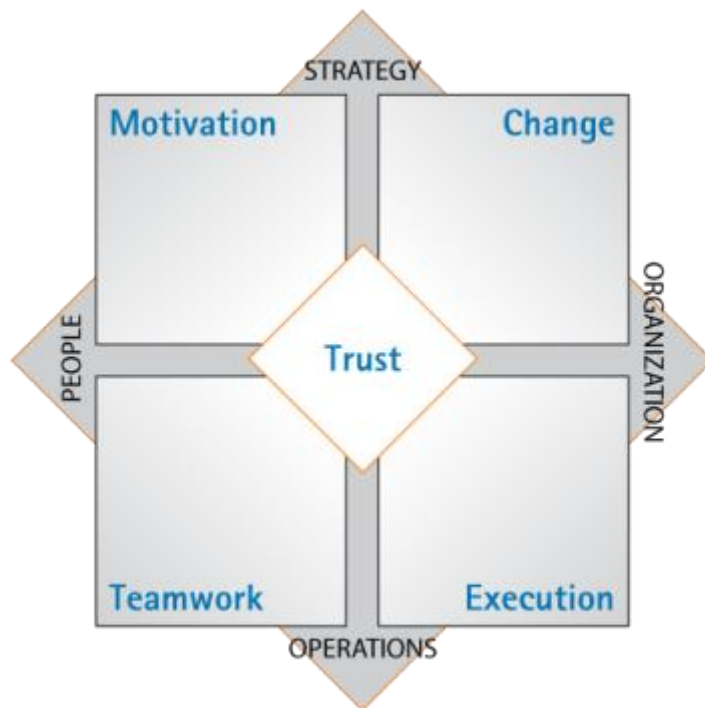 STRATEGY
Motivation
Change
PEOPLE
Trust
ORGANIZATION
Teamwork
Execution
OPERATIONS